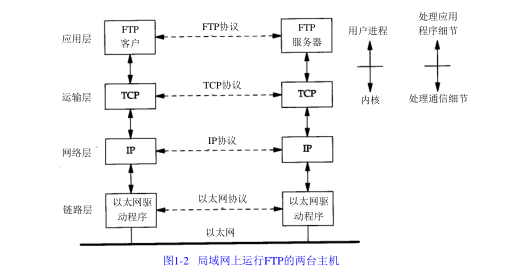 应用层
FTP
客户
FTP协议
FTP
服务器
用户进程
处理应用
程序细节
运输层
TCP
TCP协议
TCP
内核
处理通信细节
网络层
IP
IP协议
IP
链路层
以太网驱
动程序
以太网协议
以太网驱
动程序
以太网
图1-2 局域网上运行FTP的两台主机